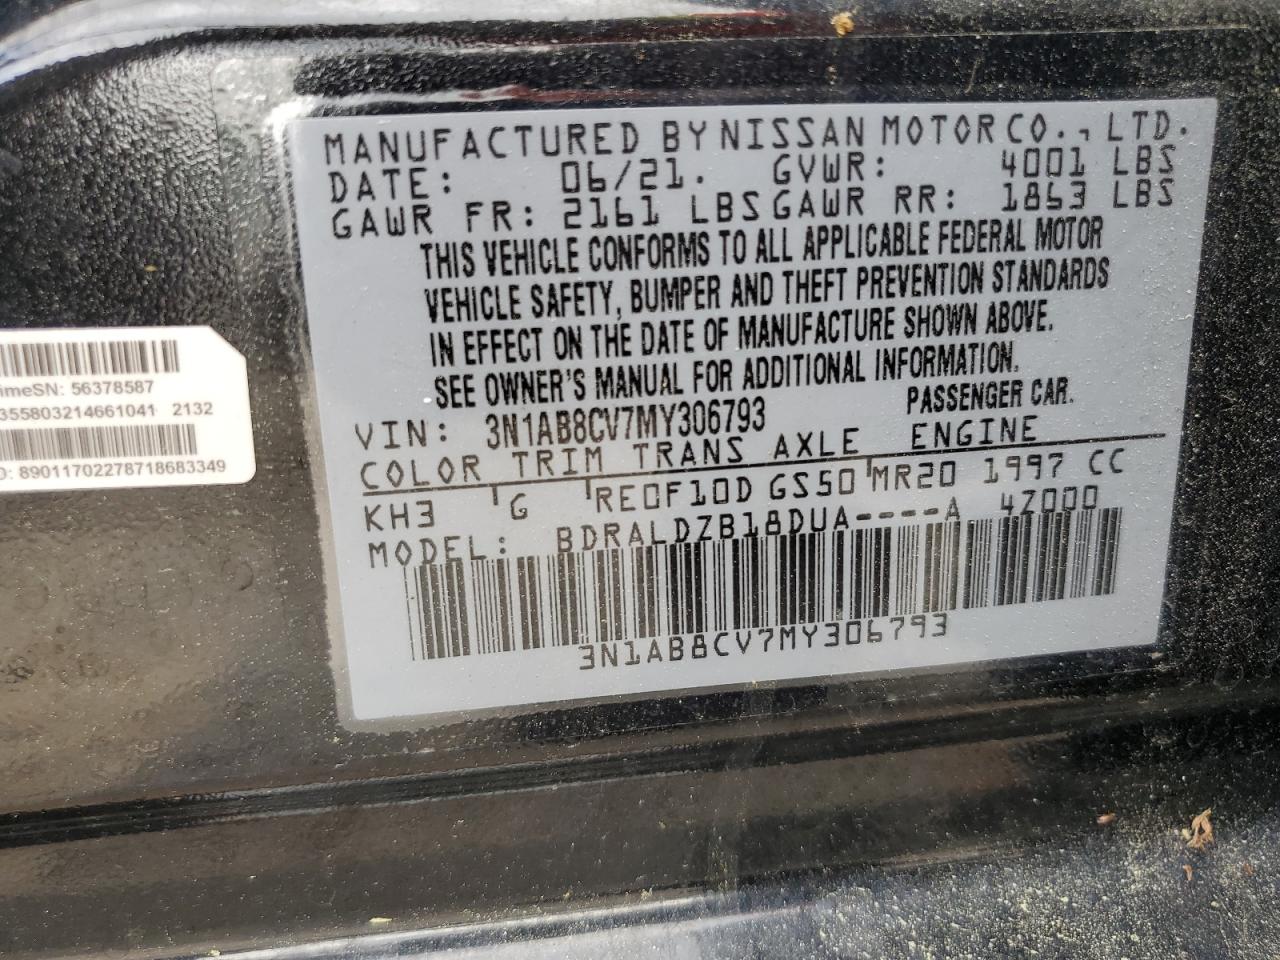 MANUFACTURED BY NISSAN MOTOR CO., LTD.
DATE: 06/21. GVWR: 4001 LBS
GAWR FR: 2161 LBS GAWR RR: 1863 LBS
THIS VEHICLE CONFORMS TO ALL APPLICABLE FEDERAL MOTOR
VEHICLE SAFETY, BUMPER AND THEFT PREVENTION STANDARDS
IN EFFECT ON THE DATE OF MANUFACTURE SHOWN ABOVE.
SEE OWNER'S MANUAL FOR ADDITIONAL INFORMATION.
VIN: 3N1AB8CV7MY306793 PASSENGER CAR.
COLOR TRIM TRANS AXLE ENGINE
KH3 G RE0F10D GS50 MR20 1997 CC
MODEL: BDRALDZB18DUA----A 4Z000
3N1AB8CV7MY306793
imeSN: 56378587
355803214661041 2132
D: 89011702278718683349